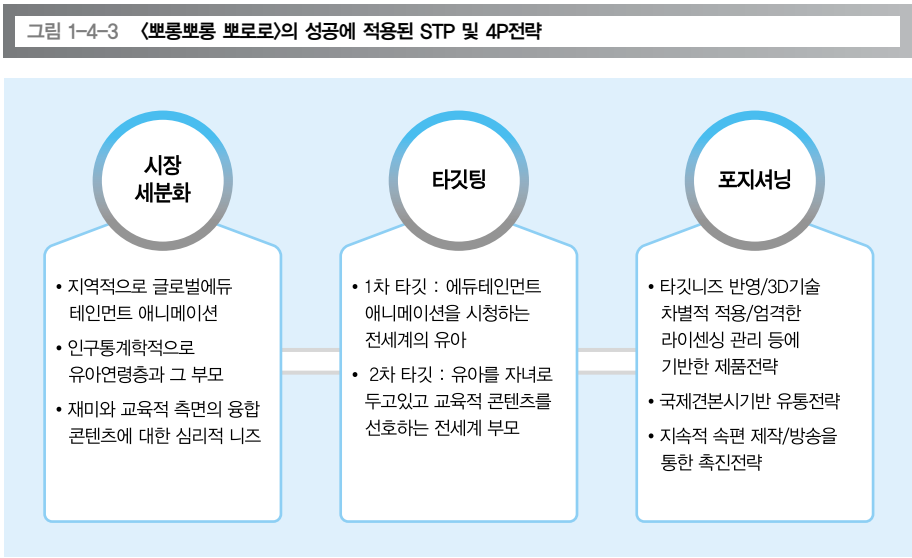 그림 1-4-3 <뽀롱뽀롱 뽀로로>의 성공에 적용된 STP 및 4P전략
시장
세분화
• 지역적으로 글로벌에듀
테인먼트 애니메이션
• 인구통계학적으로
유아연령층과 그 부모
• 재미와 교육적 측면의 융합
콘텐츠에 대한 심리적 니즈
타깃팅
• 1차 타깃 : 에듀테인먼트
애니메이션을 시청하는
전세계의 유아
• 2차 타깃 : 유아를 자녀로
두고있고 교육적 콘텐츠를
선호하는 전세계 부모
포지셔닝
• 타깃니즈 반영/3D기술
차별적 적용/엄격한
라이센싱 관리 등에
기반한 제품전략
• 국제견본시기반 유통전략
• 지속적 속편 제작/방송을
통한 촉진전략